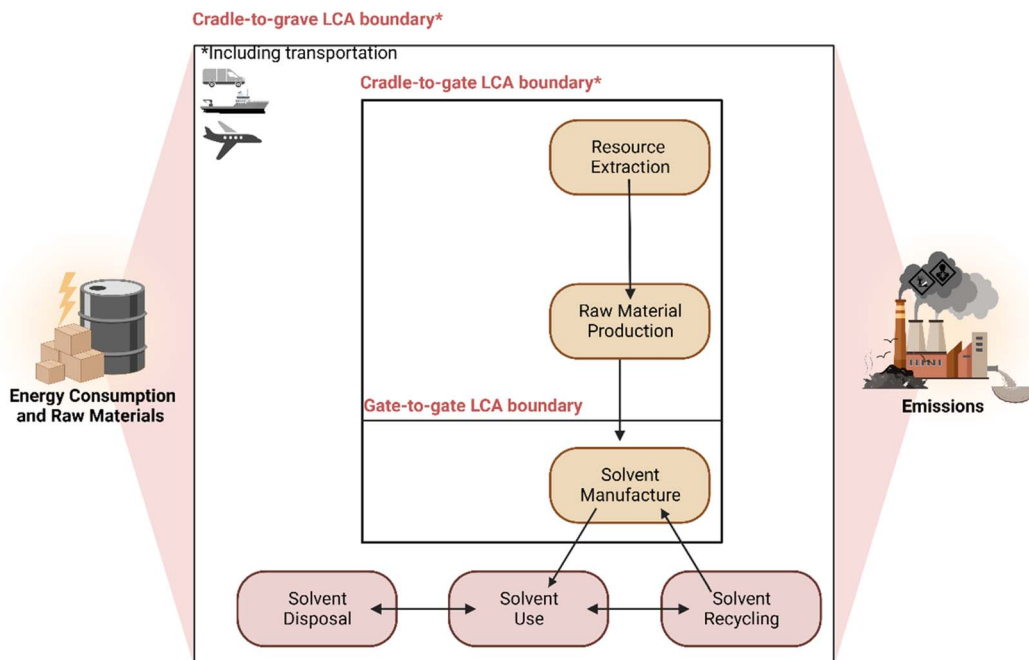 Cradle-to-grave LCA boundary*
*Including transportation
Cradle-to-gate LCA boundary*
Resource
Extraction
Raw Material
Production
Energy Consumption
and Raw Materials
Emissions
Gate-to-gate LCA boundary
Solvent
Manufacture
Solvent
Disposal
Solvent
Use
Solvent
Recycling